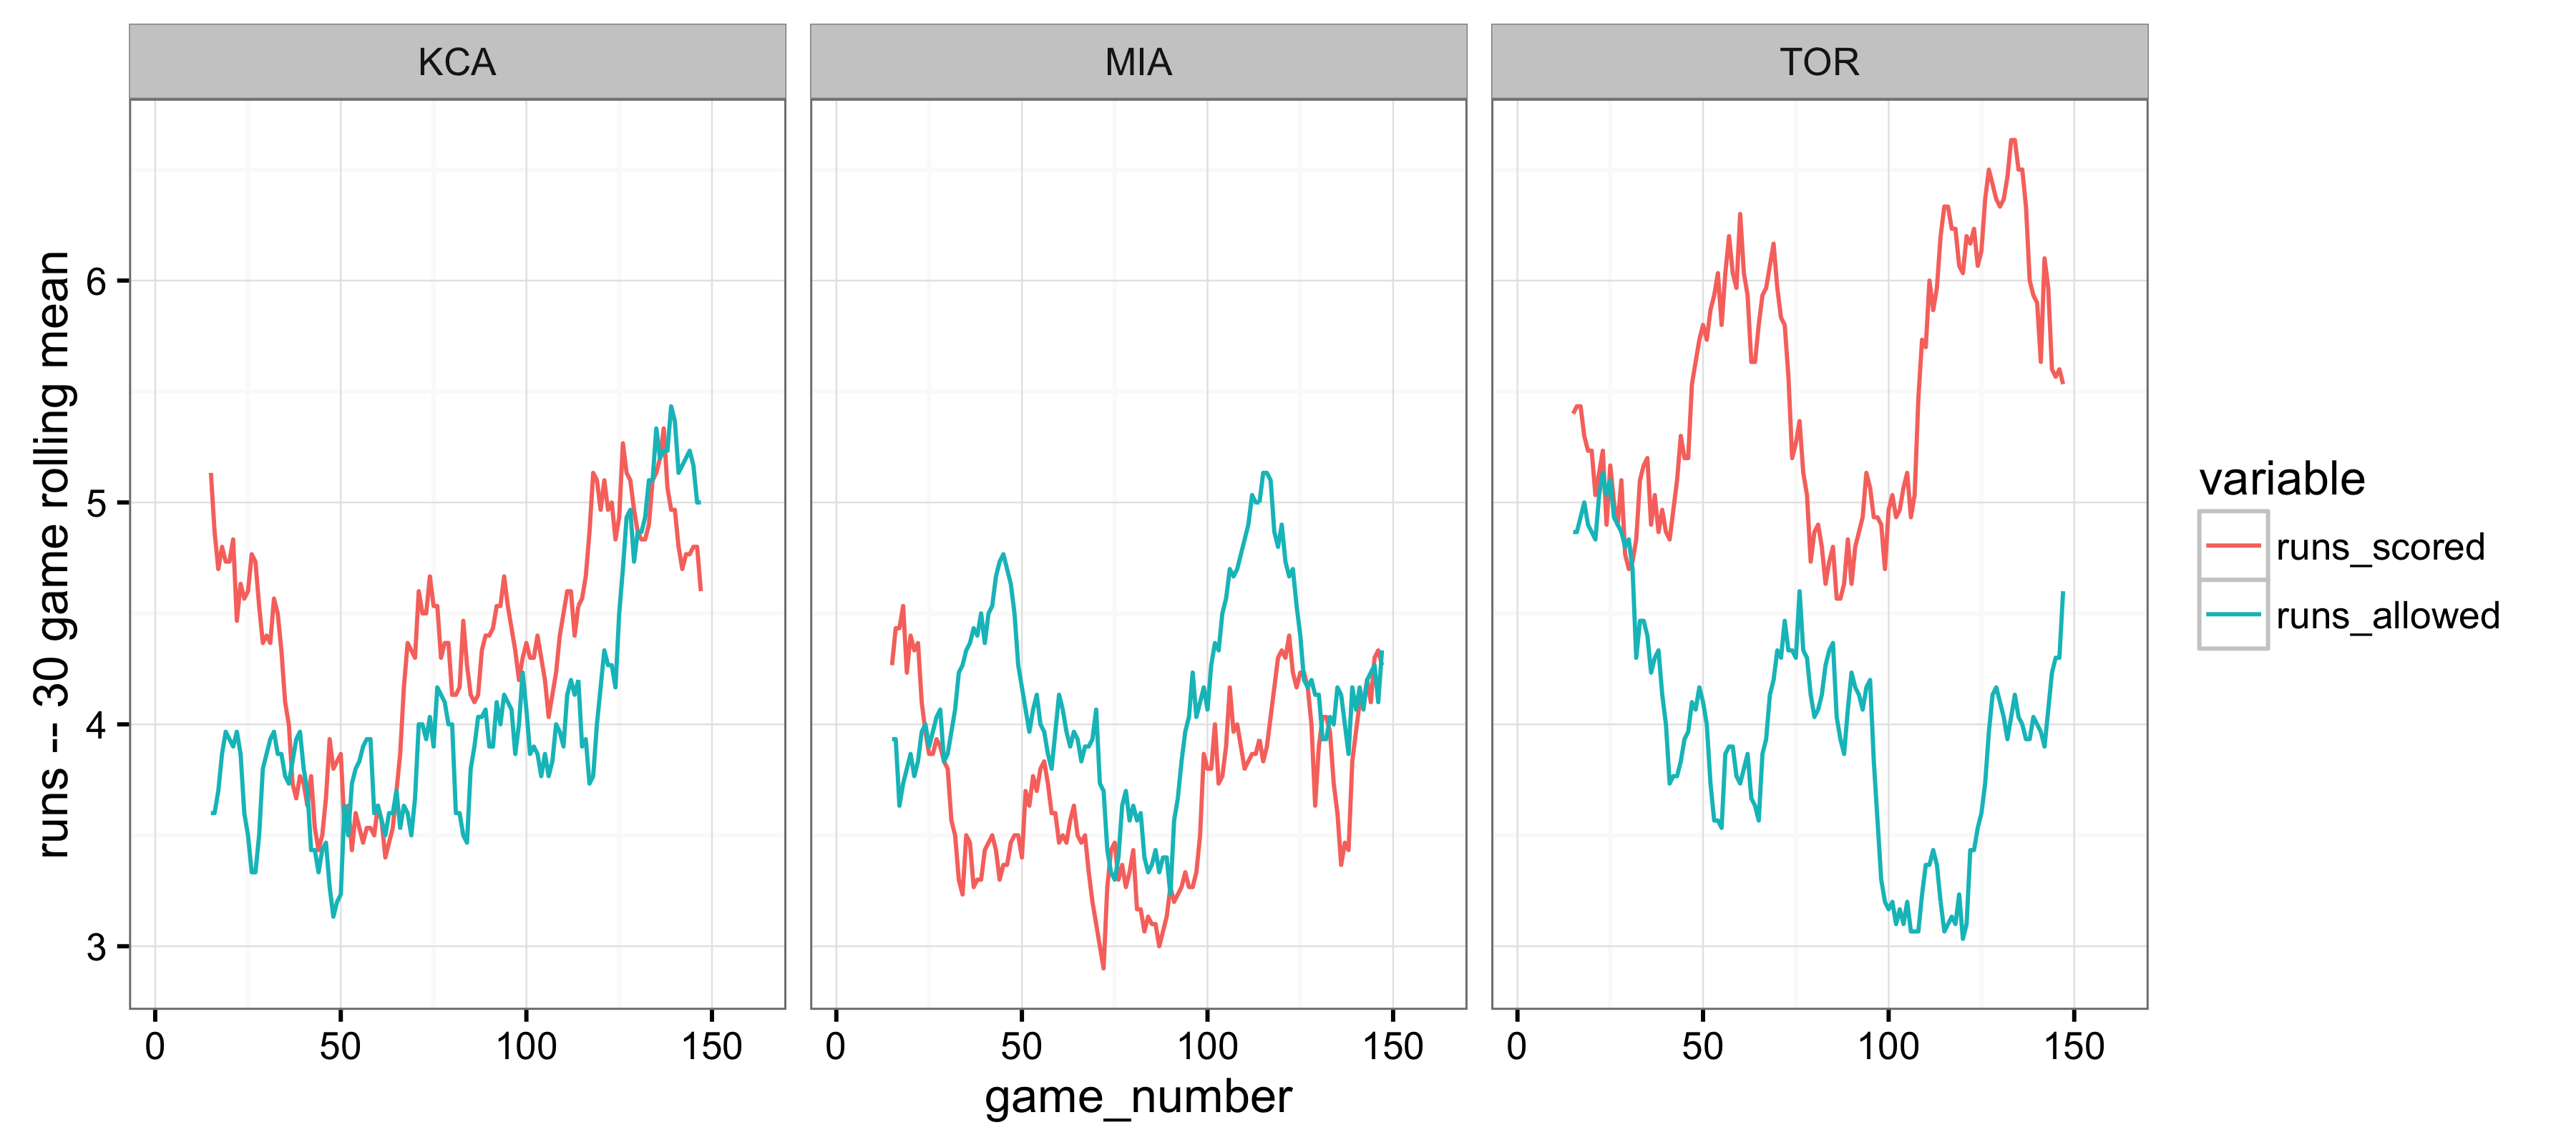 KCA
MIA
TOR
runs -- 30 game rolling mean
6
5
4
3
0 50 100 150
0 50 100 150
0 50 100 150
game_number
variable
runs_scored
runs_allowed